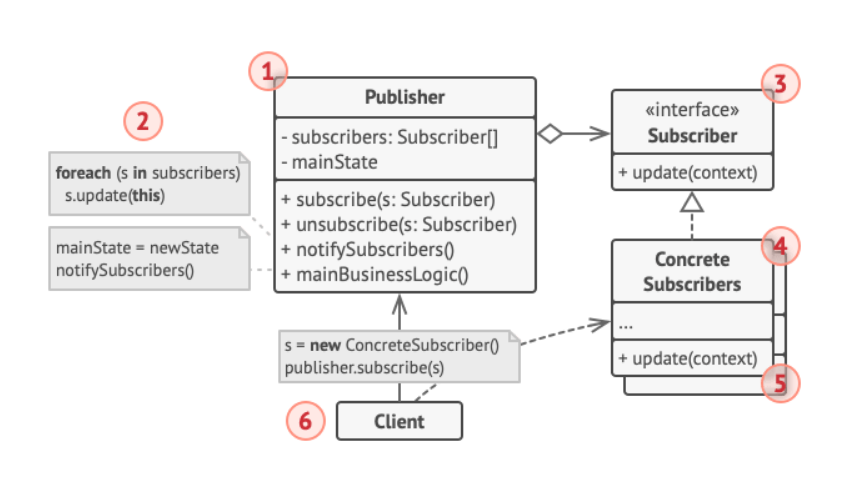 1
Publisher
- subscribers: Subscriber[]
- mainState
+ subscribe(s: Subscriber)
+ unsubscribe(s: Subscriber)
+ notifySubscribers()
+ mainBusinessLogic()
2
foreach (s in subscribers)
s.update(this)
mainState = newState
notifySubscribers()
3
«interface»
Subscriber
+ update(context)
4
Concrete
Subscribers
...
+ update(context)
5
s = new ConcreteSubscriber()
publisher.subscribe(s)
6
Client